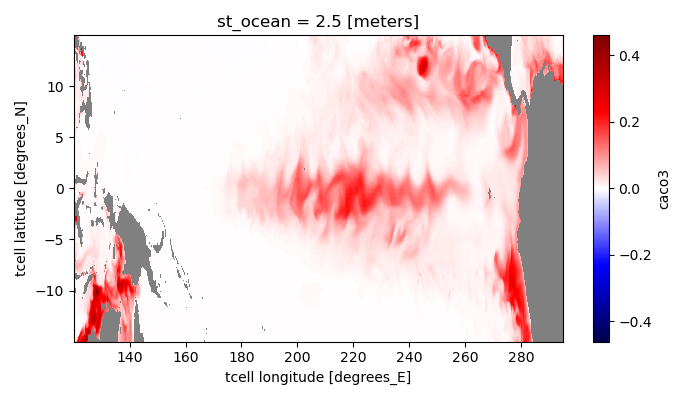 st_ocean = 2.5 [meters]
10
5
0
−5
−10
tcell latitude [degrees_N]
140 160 180 200 220 240 260 280
tcell longitude [degrees_E]
0.4
0.2
0.0
−0.2
−0.4
caco3